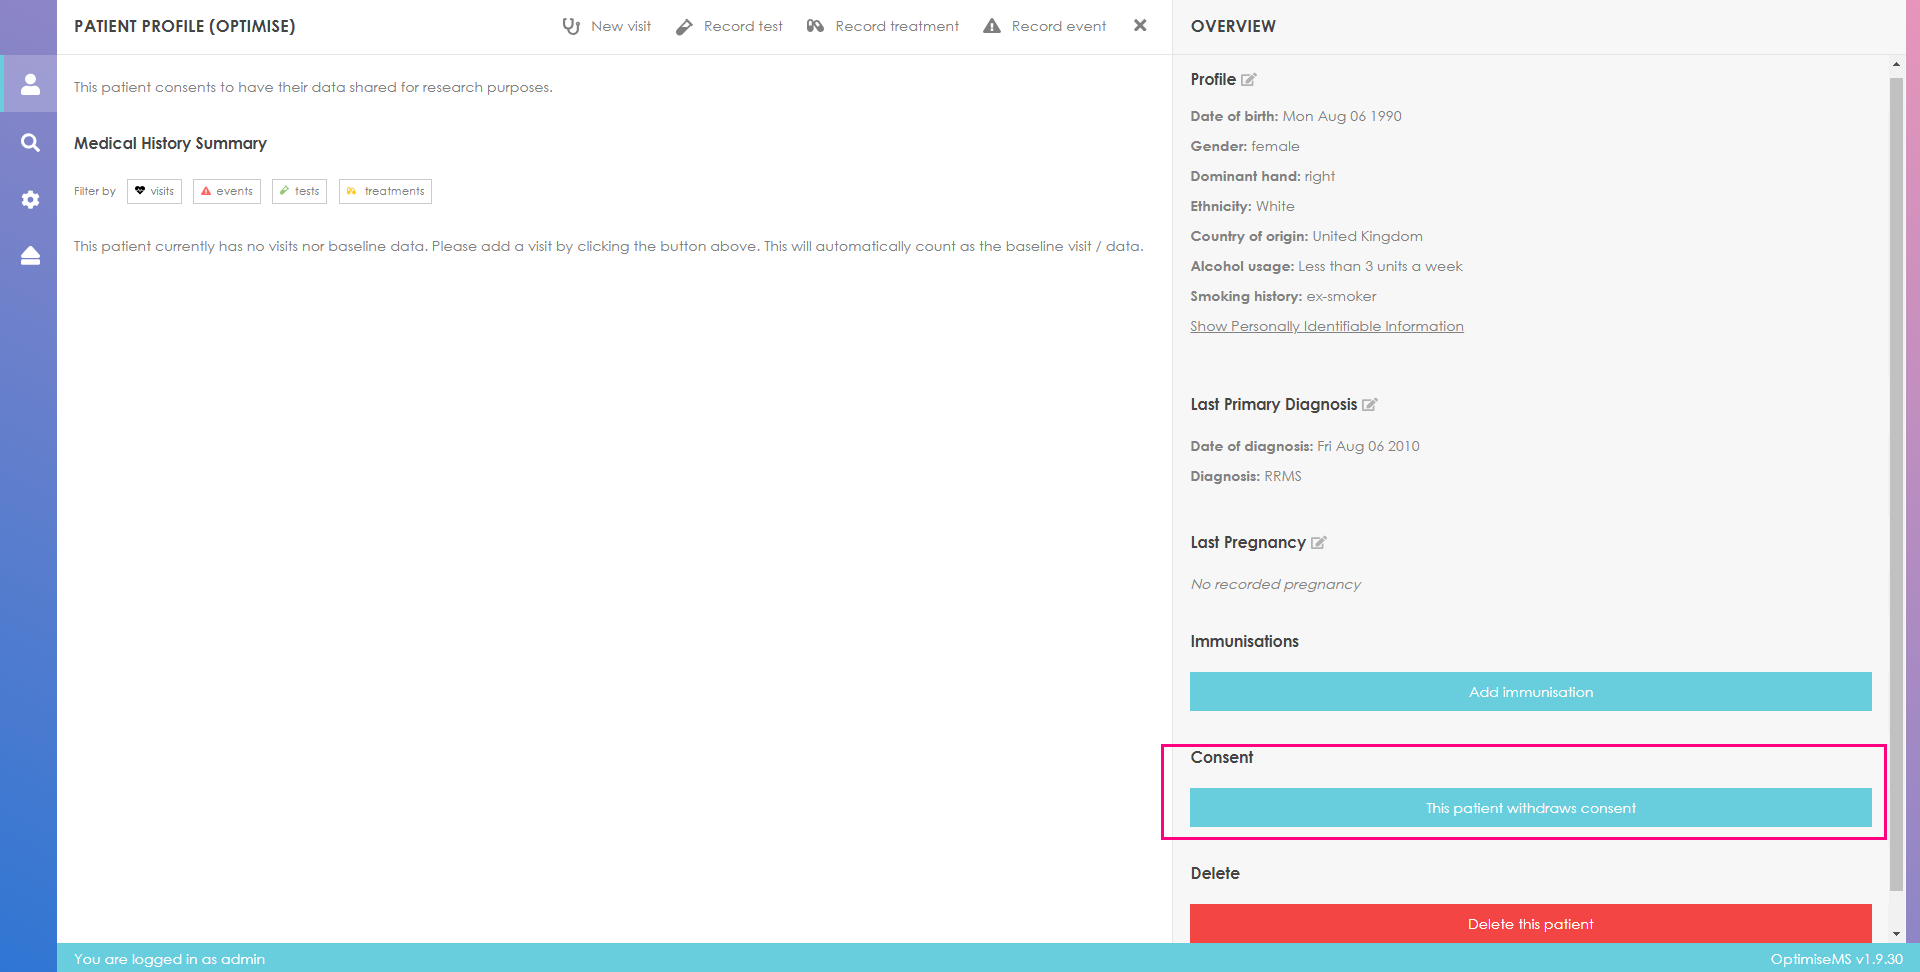 PATIENT PROFILE (OPTIMISE)
New visit
Record test
Record treatment
Record event
This patient consents to have their data shared for research purposes.
Medical History Summary
Filter by visits events tests treatments
This patient currently has no visits nor baseline data. Please add a visit by clicking the button above. This will automatically count as the baseline visit / data.
OVERVIEW
Profile
Date of birth: Mon Aug 06 1990
Gender: female
Dominant hand: right
Ethnicity: White
Country of origin: United Kingdom
Alcohol usage: Less than 3 units a week
Smoking history: ex-smoker
Show Personally Identifiable Information
Last Primary Diagnosis
Date of diagnosis: Fri Aug 06 2010
Diagnosis: RRMS
Last Pregnancy
No recorded pregnancy
Immunisations
Add immunisation
Consent
This patient withdraws consent
Delete
Delete this patient
You are logged in as admin
OptimiseMS v1.9.30